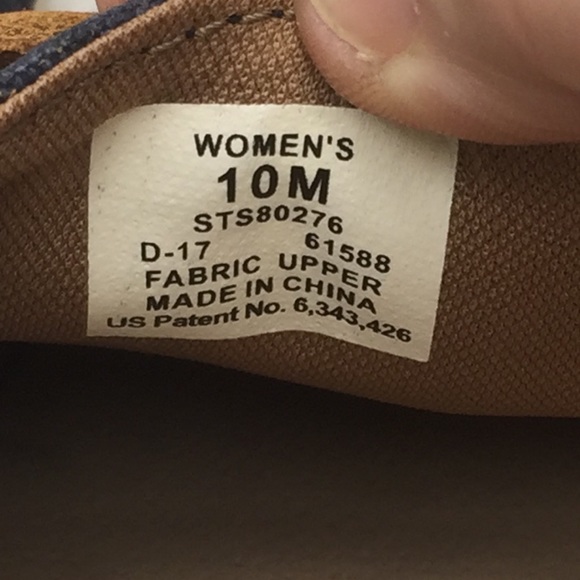 WOMEN'S
10M
STS80276
D-17 61588
FABRIC UPPER
MADE IN CHINA
US Patent No. 6,343,426